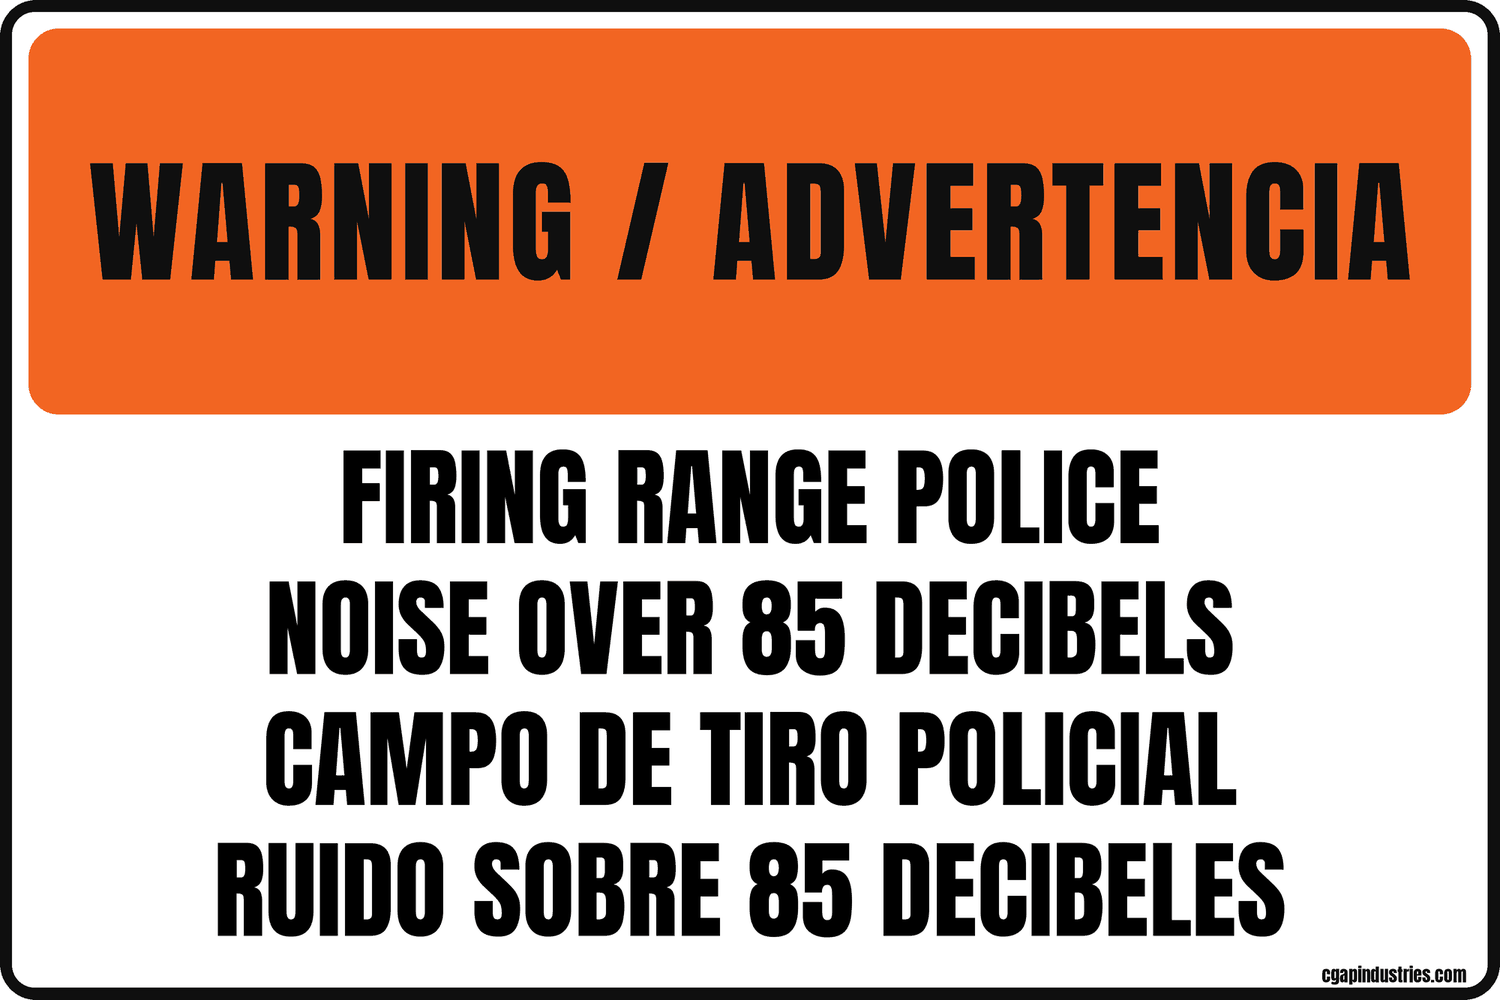 WARNING / ADVERTENCIA
FIRING RANGE POLICE
NOISE OVER 85 DECIBELS
CAMPO DE TIRO POLICIAL
RUIDO SOBRE 85 DECIBELES
cgapindustries.com